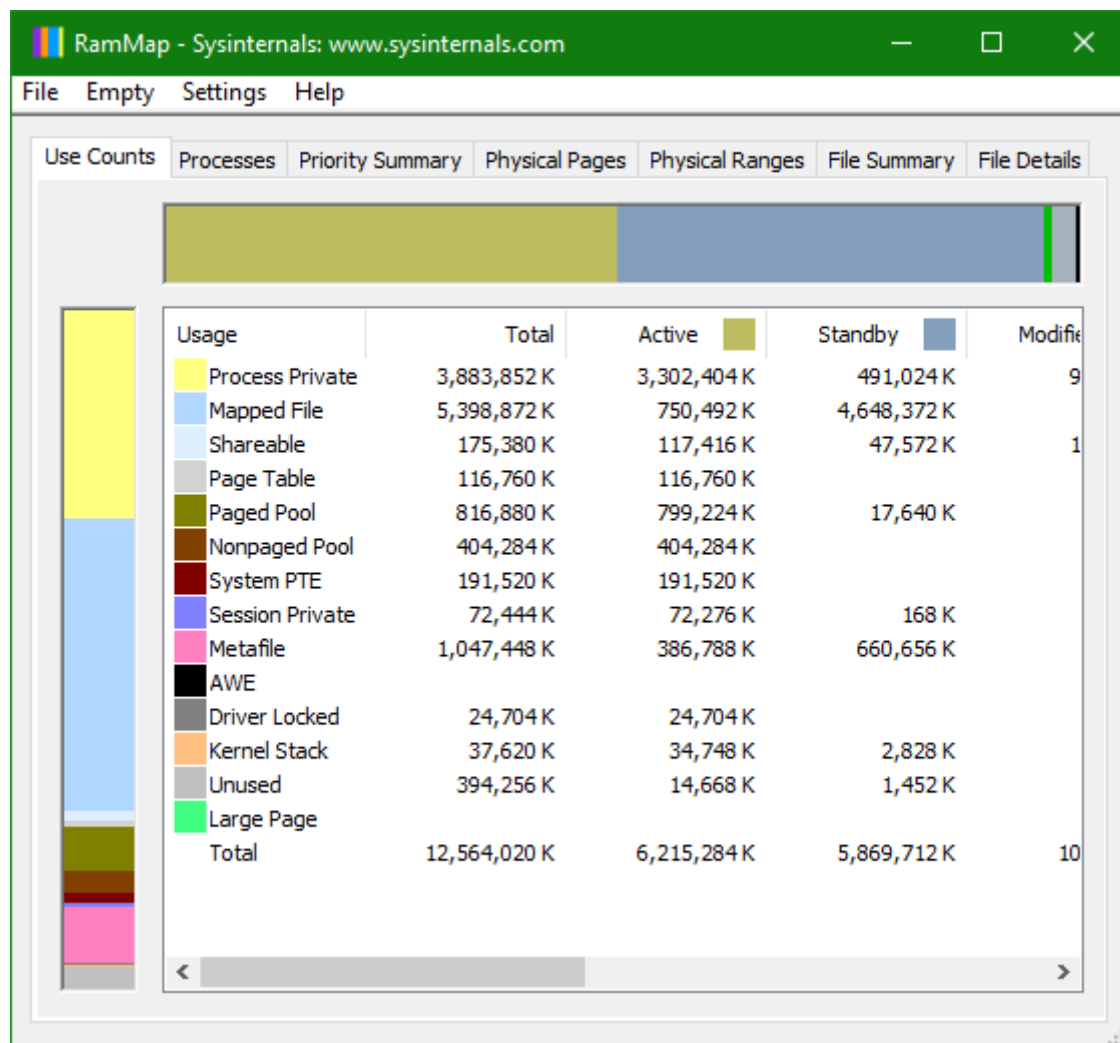 RamMap - Sysinternals: www.sysinternals.com
File Empty Settings Help
Use Counts Processes Priority Summary Physical Pages Physical Ranges File Summary File Details
Usage Total Active Standby Modifie
Process Private 3,883,852 K 3,302,404 K 491,024 K 9
Mapped File 5,398,872 K 750,492 K 4,648,372 K
Shareable 175,380 K 117,416 K 47,572 K 1
Page Table 116,760 K 116,760 K
Paged Pool 816,880 K 799,224 K 17,640 K
Nonpaged Pool 404,284 K 404,284 K
System PTE 191,520 K 191,520 K
Session Private 72,444 K 72,276 K 168 K
Metafile 1,047,448 K 386,788 K 660,656 K
AWE
Driver Locked 24,704 K 24,704 K
Kernel Stack 37,620 K 34,748 K 2,828 K
Unused 394,256 K 14,668 K 1,452 K
Large Page
Total 12,564,020 K 6,215,284 K 5,869,712 K 10